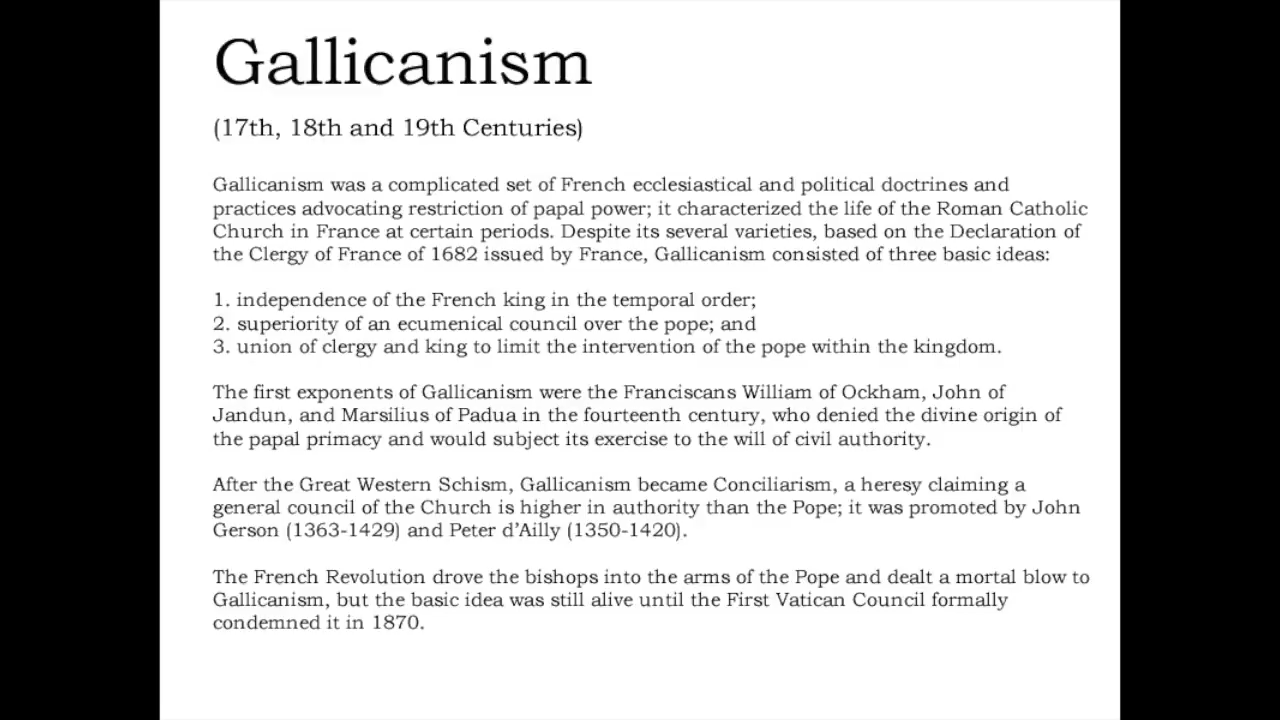 Gallicanism
(17th, 18th and 19th Centuries)
Gallicanism was a complicated set of French ecclesiastical and political doctrines and
practices advocating restriction of papal power; it characterized the life of the Roman Catholic
Church in France at certain periods. Despite its several varieties, based on the Declaration of
the Clergy of France of 1682 issued by France, Gallicanism consisted of three basic ideas:
1. independence of the French king in the temporal order;
2. superiority of an ecumenical council over the pope; and
3. union of clergy and king to limit the intervention of the pope within the kingdom.
The first exponents of Gallicanism were the Franciscans William of Ockham, John of
Jandun, and Marsilius of Padua in the fourteenth century, who denied the divine origin of
the papal primacy and would subject its exercise to the will of civil authority.
After the Great Western Schism, Gallicanism became Conciliarism, a heresy claiming a
general council of the Church is higher in authority than the Pope; it was promoted by John
Gerson (1363-1429) and Peter d’Ailly (1350-1420).
The French Revolution drove the bishops into the arms of the Pope and dealt a mortal blow to
Gallicanism, but the basic idea was still alive until the First Vatican Council formally
condemned it in 1870.